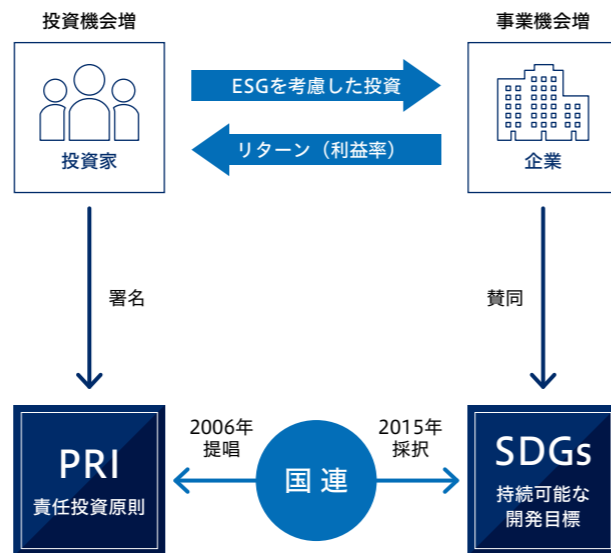 投資機会増
事業機会増
ESGを考慮した投資
リターン（利益率）
投資家
企業
署名
賛同
2006年
提唱
2015年
採択
PRI
責任投資原則
国連
SDGs
持続可能な
開発目標